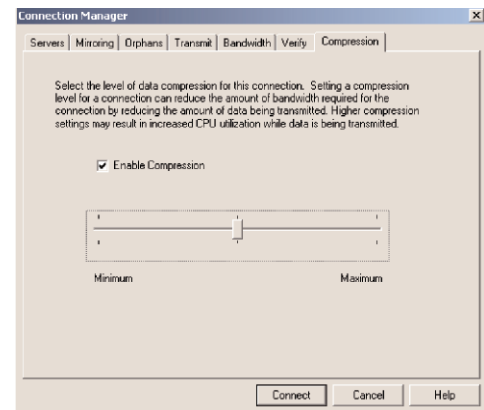 Connection Manager
Servers Mirroring Orphans Transmit Bandwidth Verify Compression
Select the level of data compression for this connection. Setting a compression
level for a connection can reduce the amount of bandwidth required for the
connection by reducing the amount of data being transmitted. Higher compression
settings may result in increased CPU utilization while data is being transmitted.
Enable Compression
Minimum Maximum
Connect Cancel Help